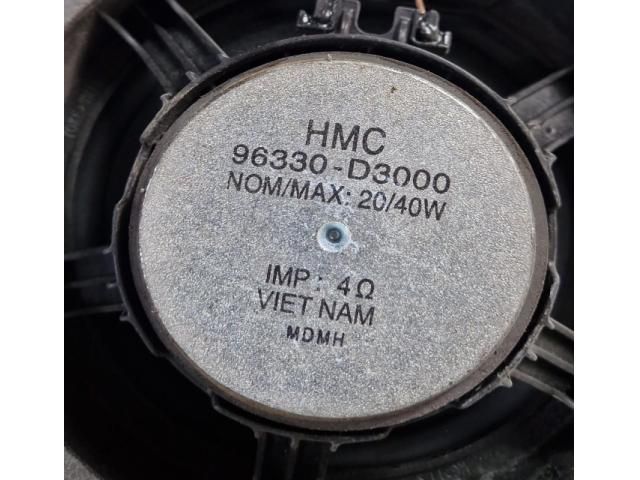 HMC
96330-D3000
NOM/MAX: 20/40W
IMP: 4Ω
VIET NAM
MDMH